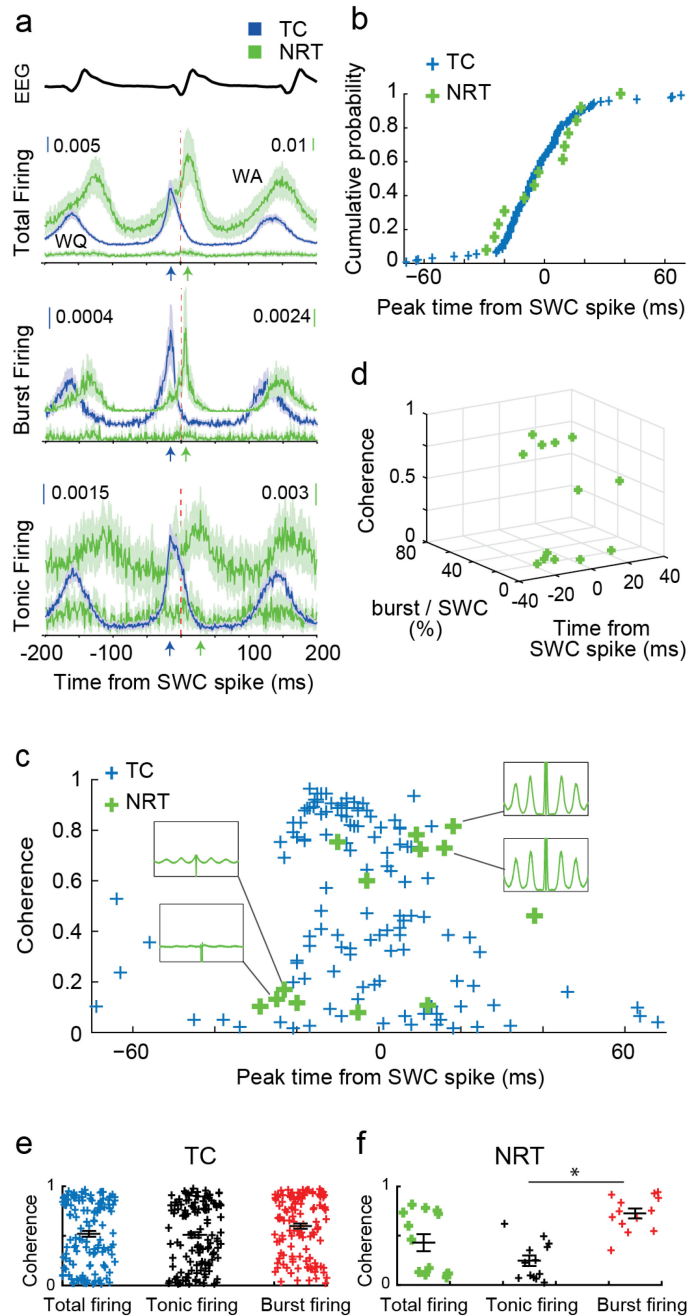 a
TC
NRT
EEG
Total Firing
0.005
0.01
WA
WQ
Burst Firing
0.0004
0.0024
Tonic Firing
0.0015
0.003
-200 -100 0 100 200
Time from SWC spike (ms)
b
TC
NRT
Cumulative probability
1
0.8
0.6
0.4
0.2
0
-60 0 60
Peak time from SWC spike (ms)
d
Coherence
1
0.5
0
80
40
0
burst / SWC
(%)
-40 -20 0 20 40
Time from
SWC spike (ms)
c
TC
NRT
Coherence
1
0.8
0.6
0.4
0.2
0
−60 0 60
Peak time from SWC spike (ms)
e
TC
Coherence
1
0
Total firing Tonic firing Burst firing
f
NRT
*
Coherence
1
0
Total firing Tonic firing Burst firing